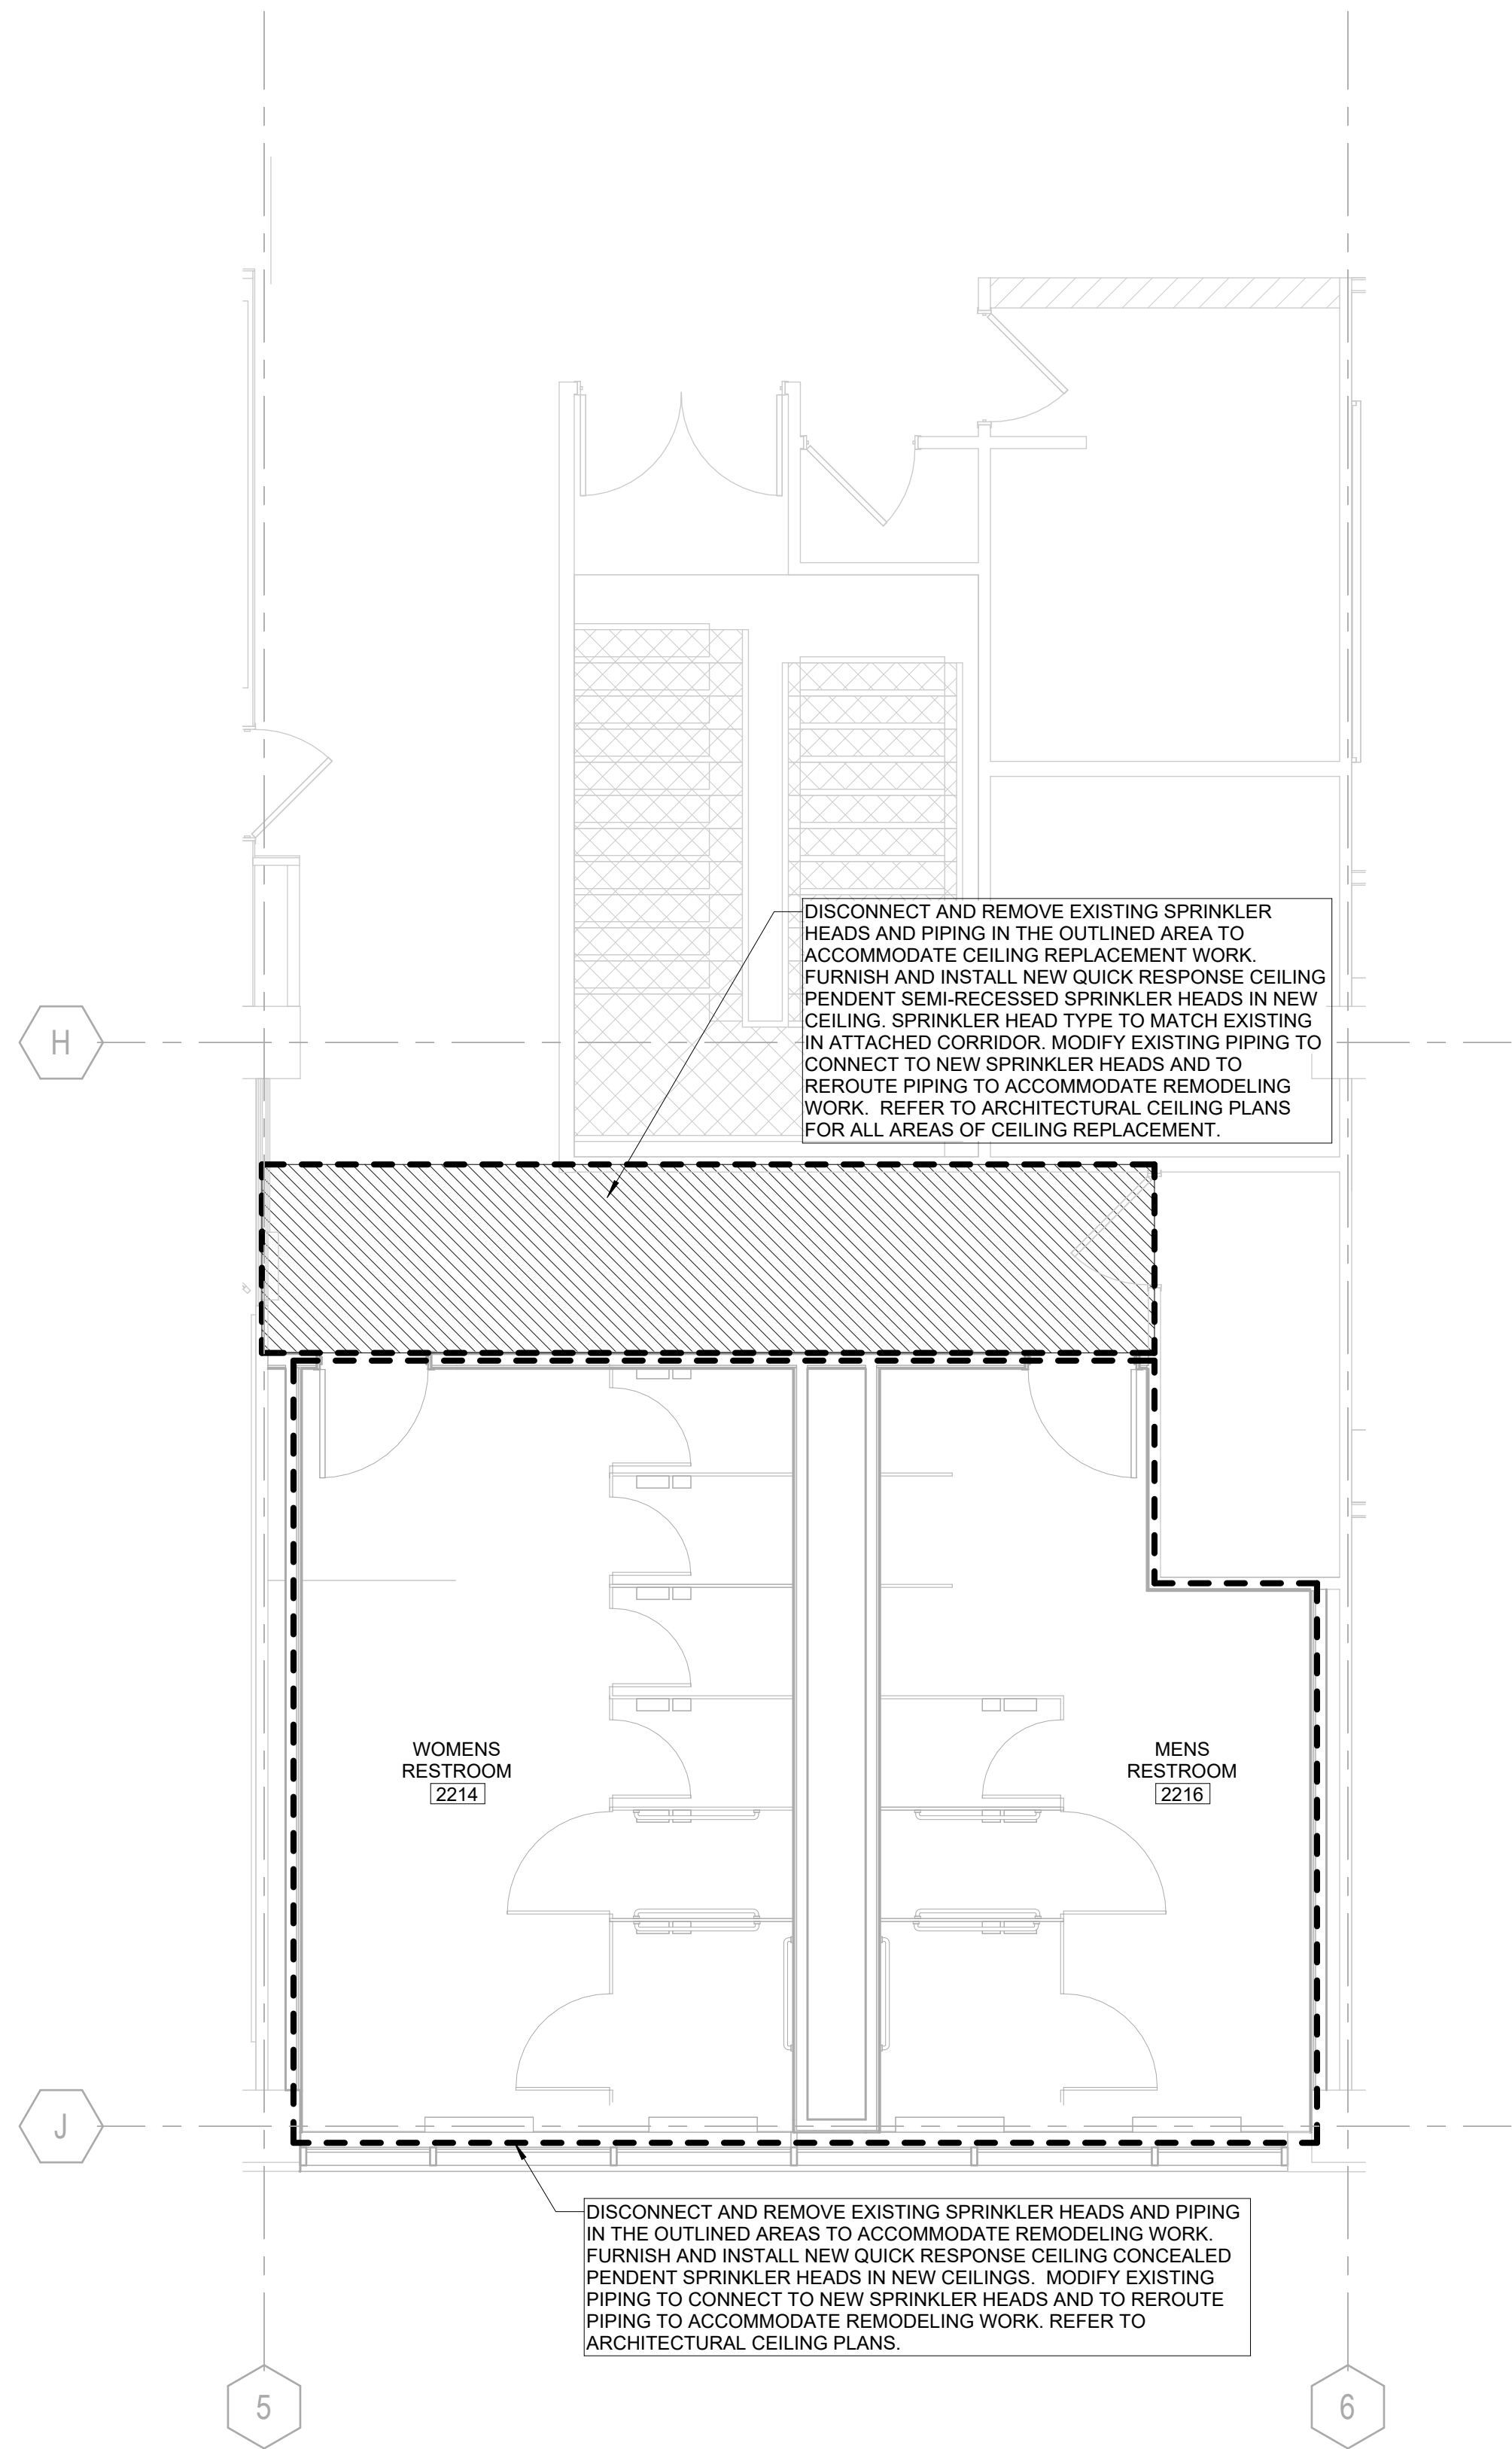 DISCONNECT AND REMOVE EXISTING SPRINKLER
HEADS AND PIPING IN THE OUTLINED AREA TO
ACCOMMODATE CEILING REPLACEMENT WORK.
FURNISH AND INSTALL NEW QUICK RESPONSE CEILING
PENDENT SEMI-RECESSED SPRINKLER HEADS IN NEW
CEILING. SPRINKLER HEAD TYPE TO MATCH EXISTING
IN ATTACHED CORRIDOR. MODIFY EXISTING PIPING TO
CONNECT TO NEW SPRINKLER HEADS AND TO
REROUTE PIPING TO ACCOMMODATE REMODELING
WORK. REFER TO ARCHITECTURAL CEILING PLANS
FOR ALL AREAS OF CEILING REPLACEMENT.
H
WOMENS
RESTROOM
2214
MENS
RESTROOM
2216
J
DISCONNECT AND REMOVE EXISTING SPRINKLER HEADS AND PIPING
IN THE OUTLINED AREAS TO ACCOMMODATE REMODELING WORK.
FURNISH AND INSTALL NEW QUICK RESPONSE CEILING CONCEALED
PENDENT SPRINKLER HEADS IN NEW CEILINGS. MODIFY EXISTING
PIPING TO CONNECT TO NEW SPRINKLER HEADS AND TO REROUTE
PIPING TO ACCOMMODATE REMODELING WORK. REFER TO
ARCHITECTURAL CEILING PLANS.
5
6